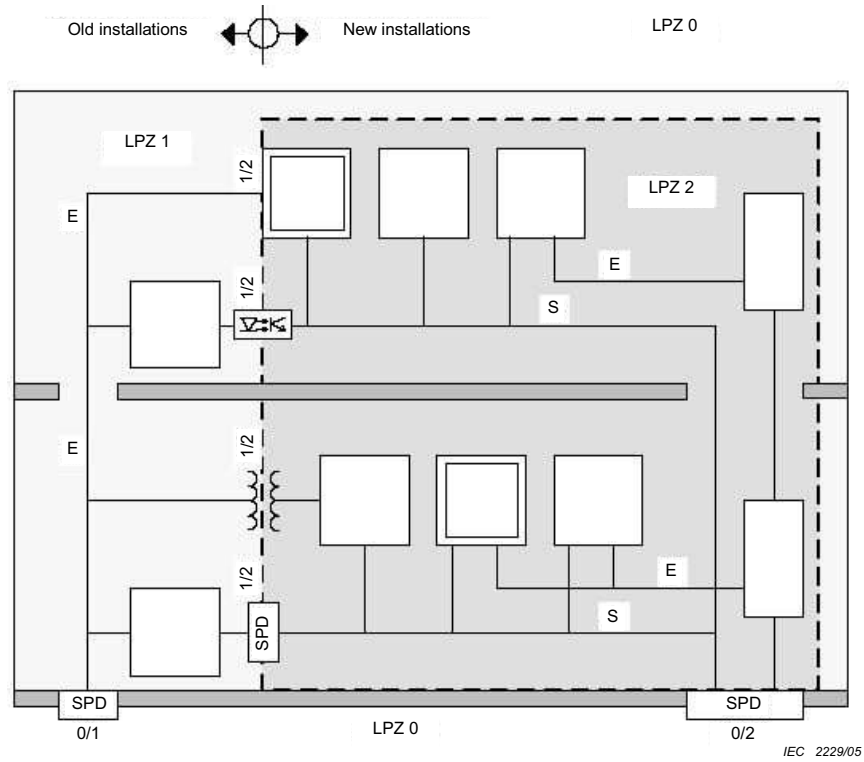 Old installations
New installations
LPZ 0
LPZ 1
1/2
LPZ 2
E
E
1/2
S
E
1/2
1/2
E
S
SPD
SPD
SPD
0/1
LPZ 0
0/2
IEC 2229/05